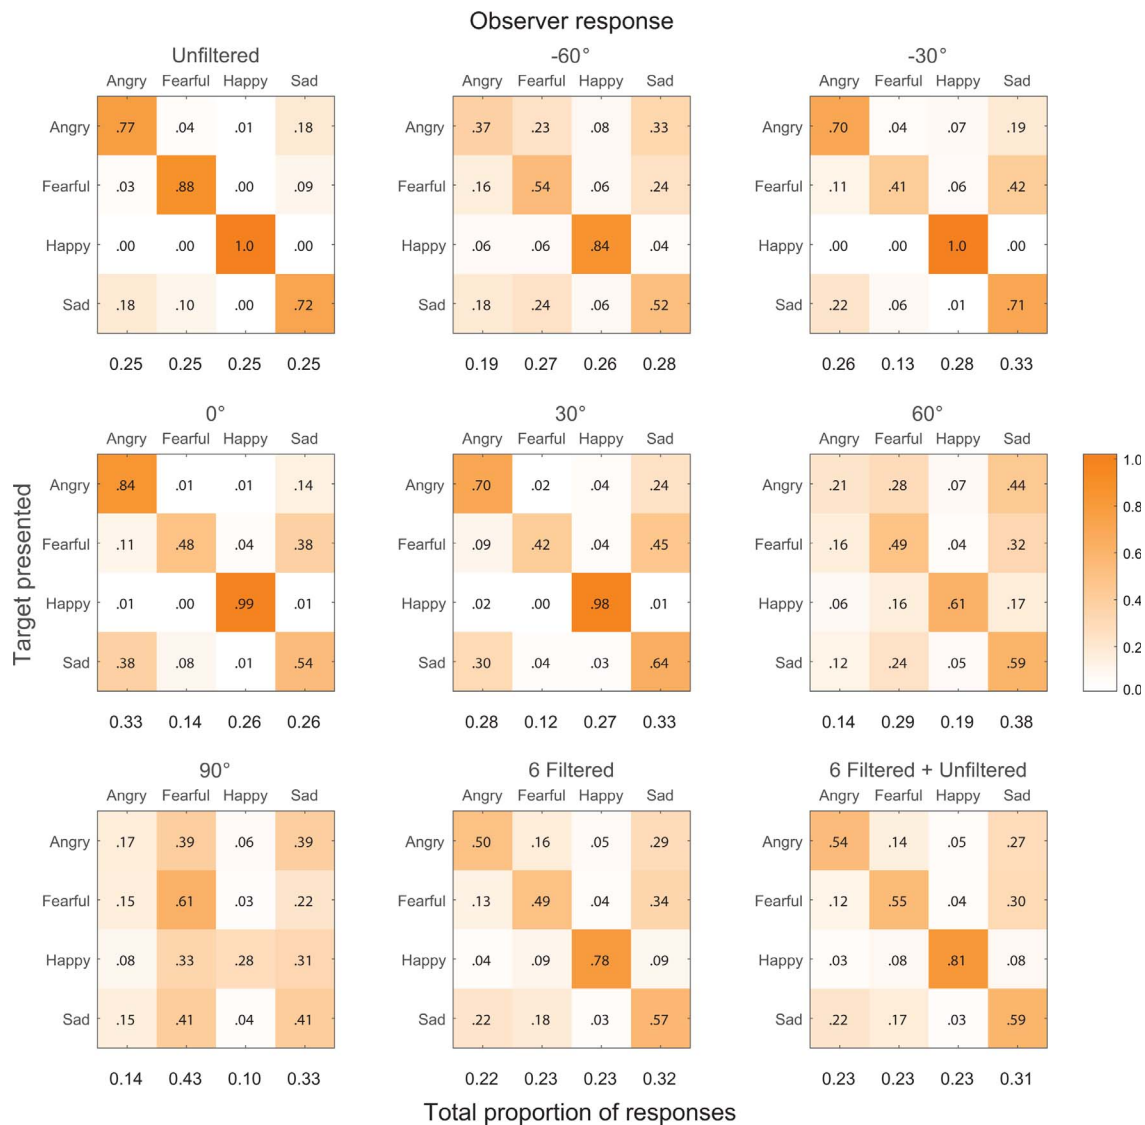 Observer response
Unfiltered -60° -30°
Angry Fearful Happy Sad Angry Fearful Happy Sad Angry Fearful Happy Sad
Angry .77 .04 .01 .18 Angry .37 .23 .08 .33 Angry .70 .04 .07 .19
Fearful .03 .88 .00 .09 Fearful .16 .54 .06 .24 Fearful .11 .41 .06 .42
Happy .00 .00 1.0 .00 Happy .06 .06 .84 .04 Happy .00 .00 1.0 .00
Sad .18 .10 .00 .72 Sad .18 .24 .06 .52 Sad .22 .06 .01 .71
0.25 0.25 0.25 0.25 0.19 0.27 0.26 0.28 0.26 0.13 0.28 0.33
0° 30° 60°
Angry Fearful Happy Sad Angry Fearful Happy Sad Angry Fearful Happy Sad
Angry .84 .01 .01 .14 Angry .70 .02 .04 .24 Angry .21 .28 .07 .44
Fearful .11 .48 .04 .38 Fearful .09 .42 .04 .45 Fearful .16 .49 .04 .32
Happy .01 .00 .99 .01 Happy .02 .00 .98 .01 Happy .06 .16 .61 .17
Sad .38 .08 .01 .54 Sad .30 .04 .03 .64 Sad .12 .24 .05 .59
0.33 0.14 0.26 0.26 0.28 0.12 0.27 0.33 0.14 0.29 0.19 0.38
1.0
0.8
0.6
0.4
0.2
0.0
Target presented
90° 6 Filtered 6 Filtered + Unfiltered
Angry Fearful Happy Sad Angry Fearful Happy Sad Angry Fearful Happy Sad
Angry .17 .39 .06 .39 Angry .50 .16 .05 .29 Angry .54 .14 .05 .27
Fearful .15 .61 .03 .22 Fearful .13 .49 .04 .34 Fearful .12 .55 .04 .30
Happy .08 .33 .28 .31 Happy .04 .09 .78 .09 Happy .03 .08 .81 .08
Sad .15 .41 .04 .41 Sad .22 .18 .03 .57 Sad .22 .17 .03 .59
0.14 0.43 0.10 0.33 0.22 0.23 0.23 0.32 0.23 0.23 0.23 0.31
Total proportion of responses